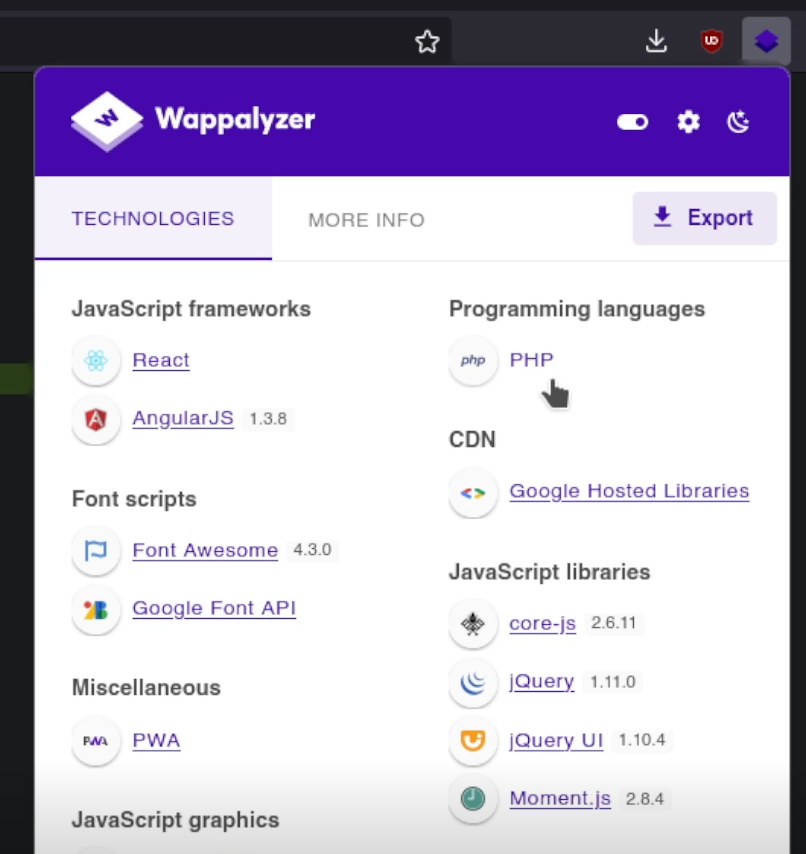 UD
W Wappalyzer
TECHNOLOGIES
MORE INFO
Export
JavaScript frameworks
React
AngularJS 1.3.8
Font scripts
Font Awesome 4.3.0
Google Font API
Miscellaneous
PWA PWA
JavaScript graphics
Programming languages
php PHP
CDN
Google Hosted Libraries
JavaScript libraries
core-js 2.6.11
jQuery 1.11.0
jQuery UI 1.10.4
Moment.js 2.8.4